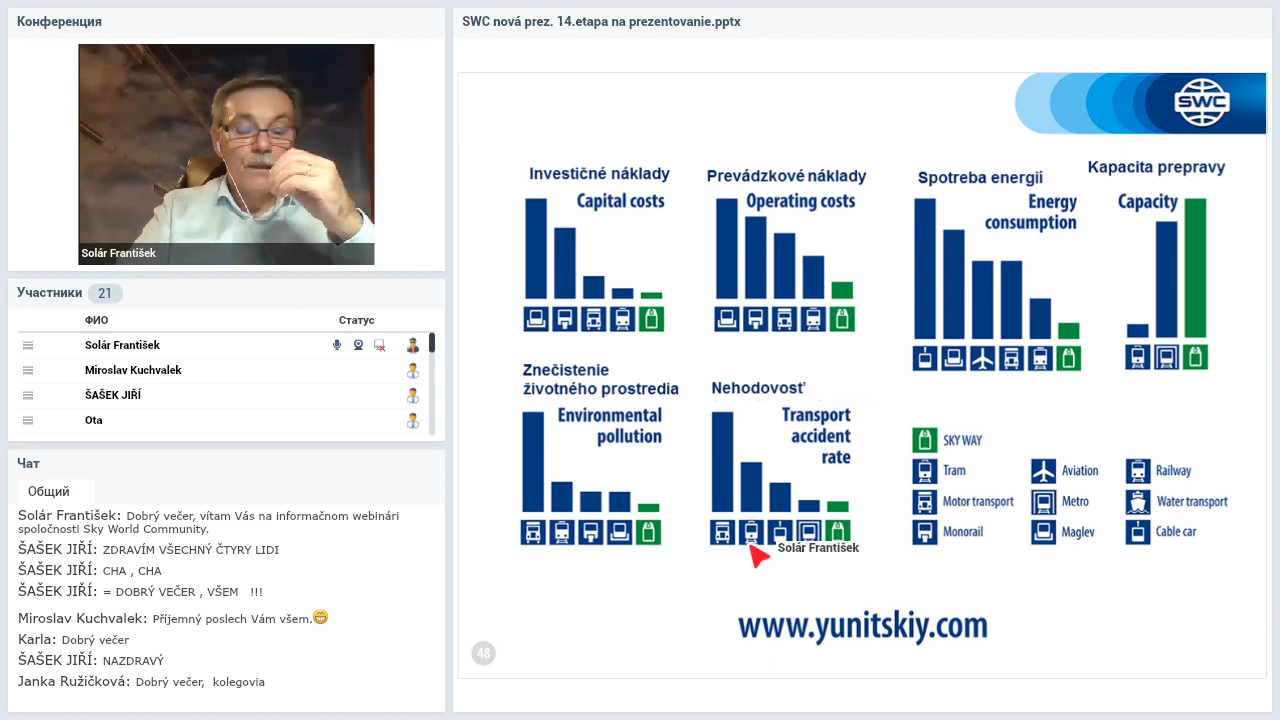 Конференция
Solár František
Участники 21
ФИО Статус
Solár František
Miroslav Kuchvalek
ŠAŠEK JIŘÍ
Ota
Чат
Общий
Solár František: Dobrý večer, vítam Vás na informačnom webinári
spoločnosti Sky World Community.
ŠAŠEK JIŘÍ: ZDRAVÍM VŠECHNÝ ČTYRY LIDI
ŠAŠEK JIŘÍ: CHA , CHA
ŠAŠEK JIŘÍ: = DOBRÝ VEČER , VŠEM !!!
Miroslav Kuchvalek: Příjemný poslech Vám všem.
Karla: Dobrý večer
ŠAŠEK JIŘÍ: NAZDRAVÝ
Janka Ružičková: Dobrý večer, kolegovia
SWC nová prez. 14.etapa na prezentovanie.pptx
SWC
Investičné náklady
Capital costs
Prevádzkové náklady
Operating costs
Spotreba energií
Energy
consumption
Kapacita prepravy
Capacity
Znečistenie
životného prostredia
Environmental
pollution
Nehodovosť
Transport
accident
rate
SKY WAY
Tram Aviation Railway
Motor transport Metro Water transport
Monorail Maglev Cable car
Solár František
www.yunitskiy.com
48